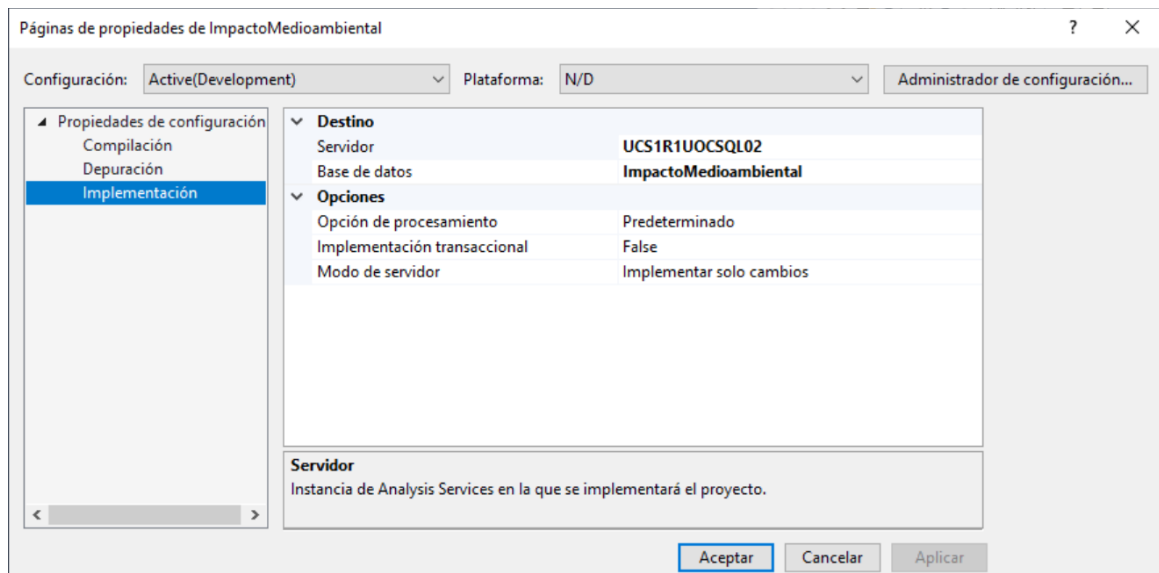 Páginas de propiedades de ImpactoMedioambiental ? ×
Configuración: Active(Development) Plataforma: N/D Administrador de configuración...
Propiedades de configuración
Compilación
Depuración
Implementación
Destino
Servidor UCS1R1UOCSQL02
Base de datos ImpactoMedioambiental
Opciones
Opción de procesamiento Predeterminado
Implementación transaccional False
Modo de servidor Implementar solo cambios
Servidor
Instancia de Analysis Services en la que se implementará el proyecto.
Aceptar Cancelar Aplicar